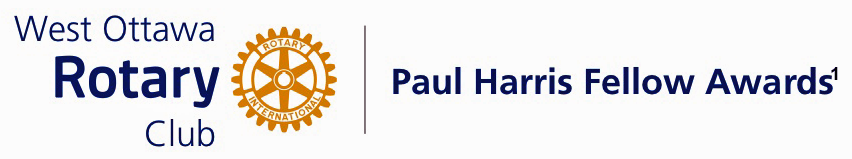 West Ottawa
Rotary
Club
ROTARY
INTERNATIONAL
Paul Harris Fellow Awards¹